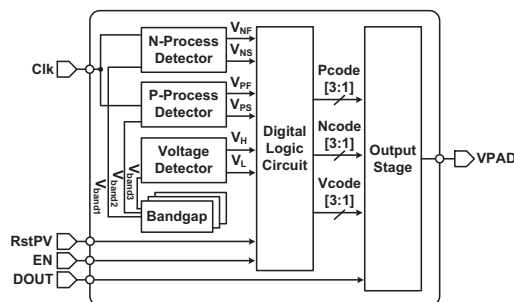 Clk
RstPV
EN
DOUT
N-Process
Detector
P-Process
Detector
Voltage
Detector
Bandgap
Vband1
Vband2
Vband3
VNF
VNS
VPF
VPS
VH
VL
Digital
Logic
Circuit
Pcode
[3:1]
Ncode
[3:1]
Vcode
[3:1]
Output
Stage
VPAD